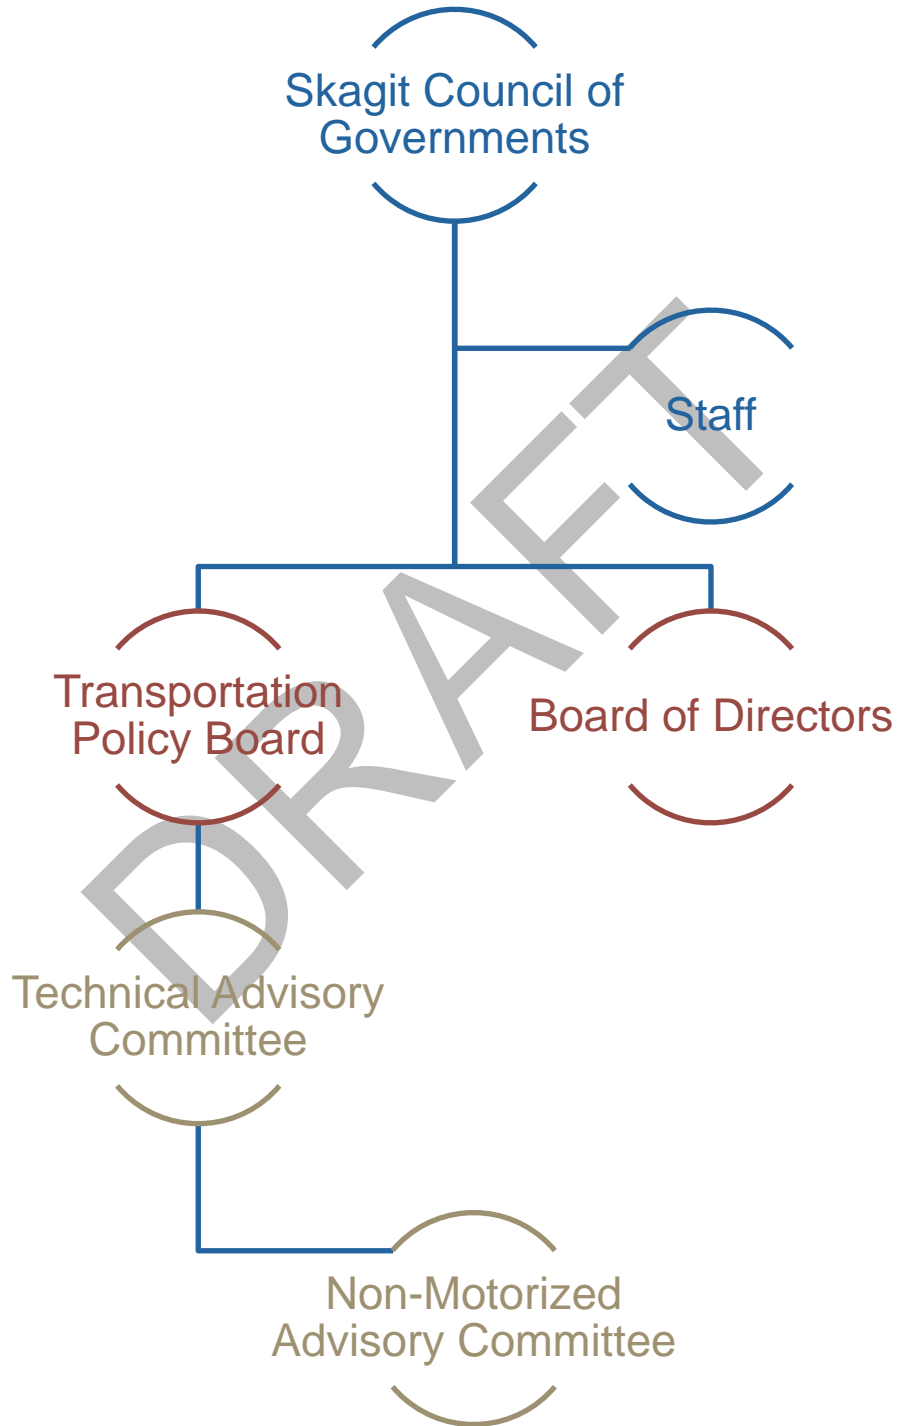 Skagit Council of
Governments
Staff
Transportation
Policy Board
Board of Directors
Technical Advisory
Committee
Non-Motorized
Advisory Committee
DRAFT